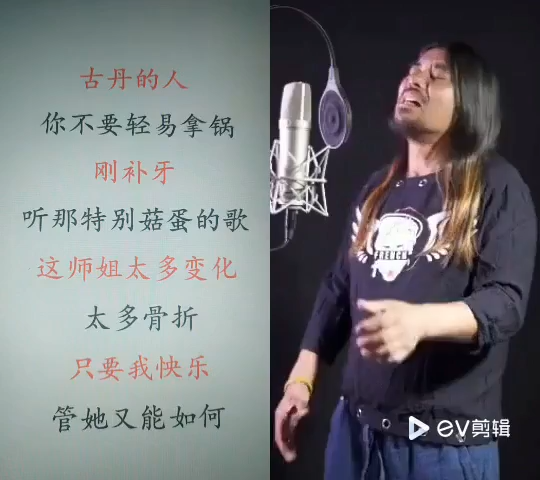 古丹的人
你不要轻易拿锅
刚补牙
听那特别菇蛋的歌
这师姐太多变化
太多骨折
只要我快乐
管她又能如何
FRENCH
ev剪辑